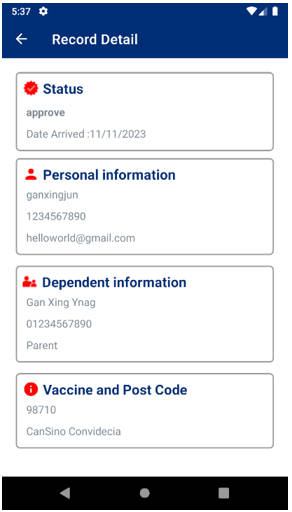 5:37
Record Detail
Status
approve
Date Arrived :11/11/2023
Personal information
ganxingjun
1234567890
helloworld@gmail.com
Dependent information
Gan Xing Ynag
01234567890
Parent
Vaccine and Post Code
98710
CanSino Convidecia